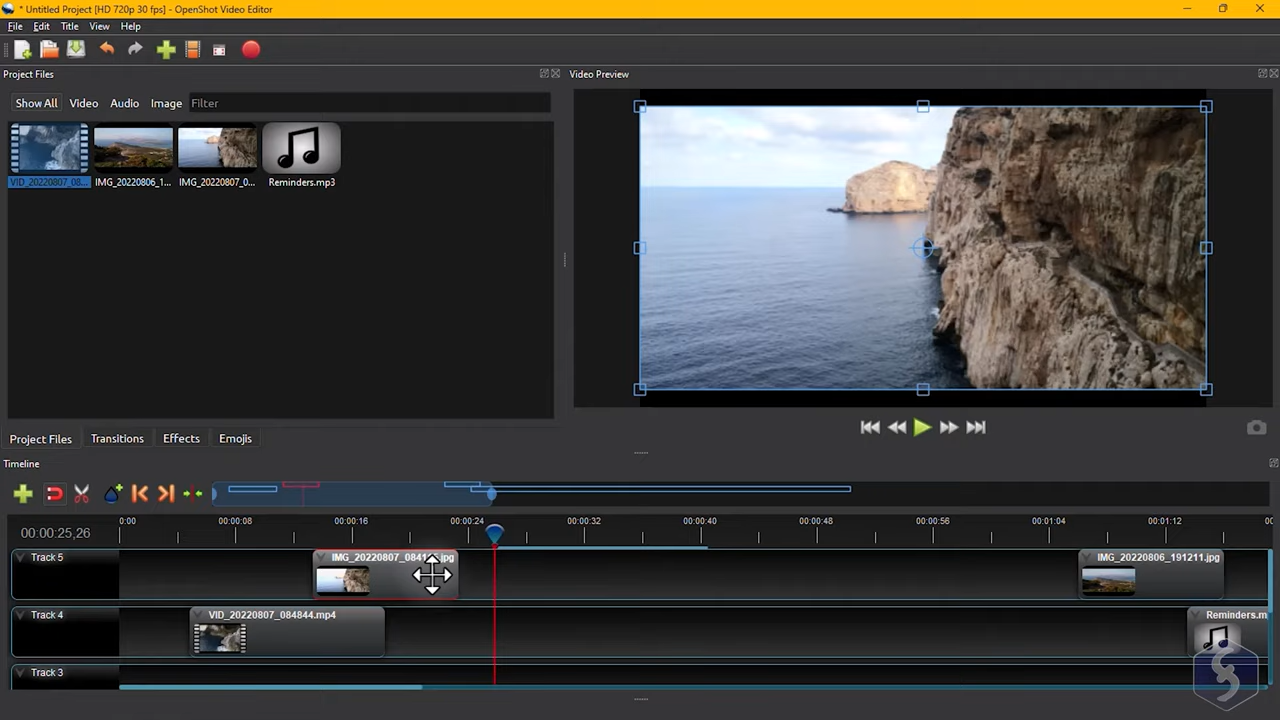 * Untitled Project [HD 720p 30 fps] - OpenShot Video Editor
File Edit Title View Help
Project Files
Video Preview
Show All Video Audio Image Filter
VID_20220807_08... IMG_20220806_1... IMG_20220807_0... Reminders.mp3
Project Files Transitions Effects Emojis
Timeline
00:00:25,26
0:00 00:00:08 00:00:16 00:00:24 00:00:32 00:00:40 00:00:48 00:00:56 00:01:04 00:01:12 00
Track 5 .jpg IMG_20220806_191211.jpg
Track 4 VID_20220807_084844.mp4 Reminders.m
Track 3